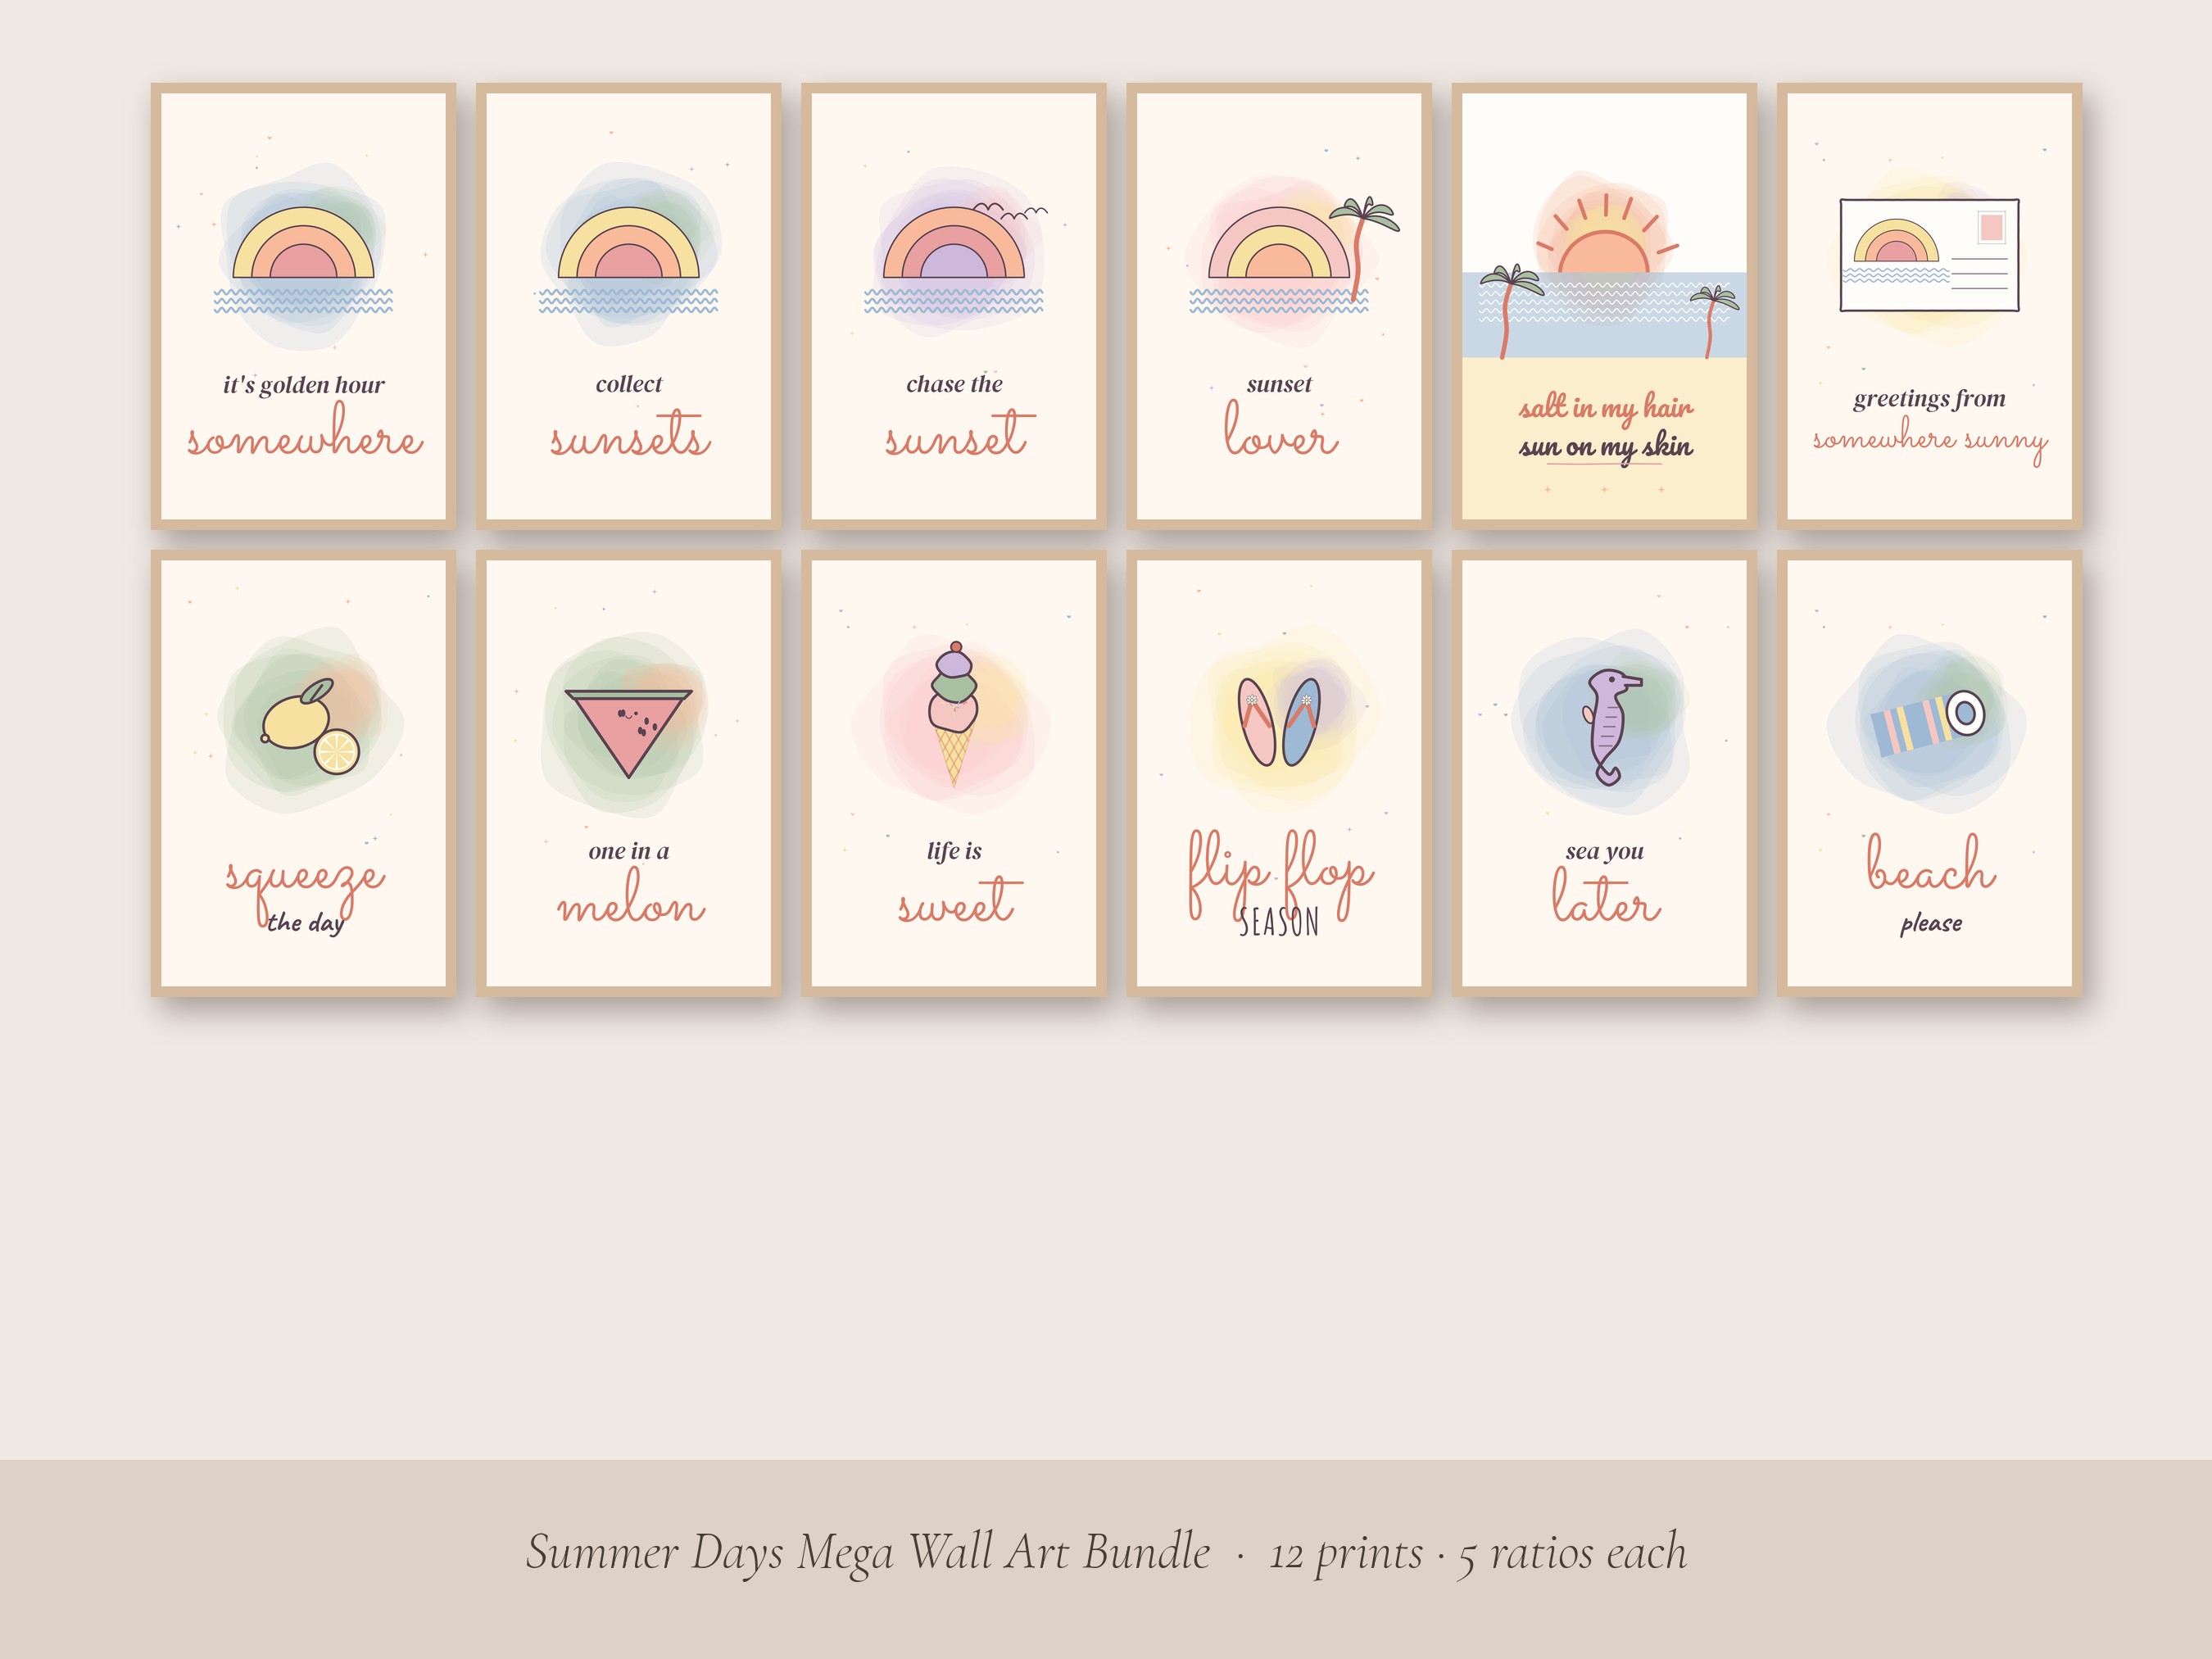 it's golden hour
somewhere
collect
sunsets
chase the
sunset
sunset
lover
salt in my hair
sun on my skin
greetings from
somewhere sunny
squeeze
the day
one in a
melon
life is
sweet
flip flop
SEASON
sea you
later
beach
please
Summer Days Mega Wall Art Bundle · 12 prints · 5 ratios each